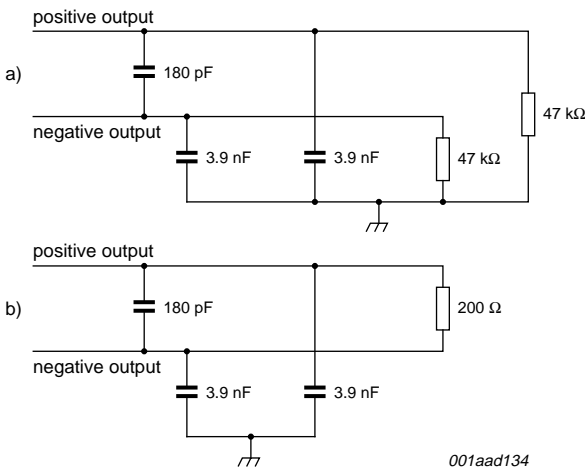 positive output
a)
180 pF
47 kΩ
negative output
3.9 nF
3.9 nF
47 kΩ
positive output
b)
180 pF
200 Ω
negative output
3.9 nF
3.9 nF
001aad134